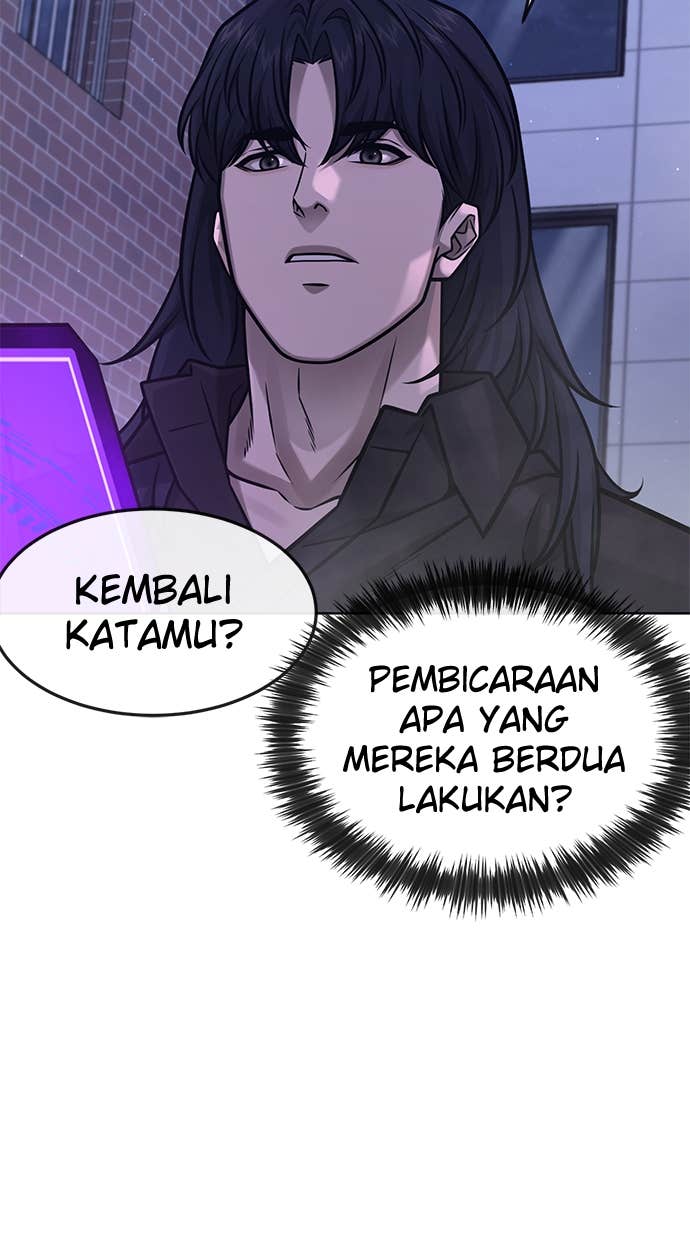 KEMBALI
KATAMU?
PEMBICARAAN
APA YANG
MEREKA BERDUA
LAKUKAN?